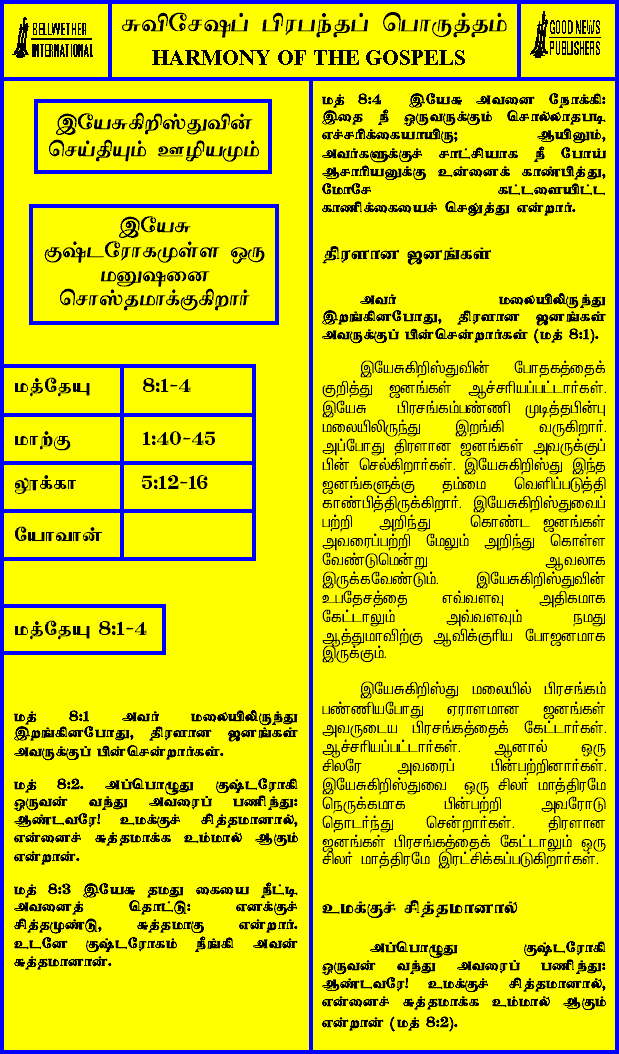 BELLWETHER
INTERNATIONAL
சுவிசேஷப் பிரபந்தப் பொருத்தம்
HARMONY OF THE GOSPELS
GOOD NEWS
PUBLISHERS
இயேசுகிறிஸ்துவின்
செய்தியும் ஊழியமும்
இயேசு
குஷ்டரோகமுள்ள ஒரு
மனுஷனை
சொஸ்தமாக்குகிறார்
மத்தேயு 8:1-4
மாற்கு 1:40-45
லூக்கா 5:12-16
யோவான்
மத்தேயு 8:1-4
மத் 8:1 அவர் மலையிலிருந்து
இறங்கினபோது, திரளான ஜனங்கள்
அவருக்குப் பின்சென்றார்கள்.
மத் 8:2. அப்பொழுது குஷ்டரோகி
ஒருவன் வந்து அவரைப் பணிந்து:
ஆண்டவரே! உமக்குச் சித்தமானால்,
என்னைச் சுத்தமாக்க உம்மால் ஆகும்
என்றான்.
மத் 8:3 இயேசு தமது கையை நீட்டி
அவனைத் தொட்டு: எனக்குச்
சித்தமுண்டு, சுத்தமாகு என்றார்.
உடனே குஷ்டரோகம் நீங்கி அவன்
சுத்தமானான்.
மத் 8:4 இயேசு அவனை நோக்கி:
இதை நீ ஒருவருக்கும் சொல்லாதபடி
எச்சரிக்கையாயிரு; ஆயினும்,
அவர்களுக்குச் சாட்சியாக நீ போய்
ஆசாரியனுக்கு உன்னைக் காண்பித்து,
மோசே கட்டளையிட்ட
காணிக்கையைச் செலுத்து என்றார்.
திரளான ஜனங்கள்
அவர் மலையிலிருந்து
இறங்கினபோது, திரளான ஜனங்கள்
அவருக்குப் பின்சென்றார்கள் (மத் 8:1).
இயேசுகிறிஸ்துவின் போதகத்தைக்
குறித்து ஜனங்கள் ஆச்சரியப்பட்டார்கள்.
இயேசு பிரசங்கம்பண்ணி முடித்தபின்பு
மலையிலிருந்து இறங்கி வருகிறார்.
அப்போது திரளான ஜனங்கள் அவருக்குப்
பின் செல்கிறார்கள். இயேசுகிறிஸ்து இந்த
ஜனங்களுக்கு தம்மை வெளிப்படுத்தி
காண்பித்திருக்கிறார். இயேசுகிறிஸ்துவைப்
பற்றி அறிந்து கொண்ட ஜனங்கள்
அவரைப்பற்றி மேலும் அறிந்து கொள்ள
வேண்டுமென்று ஆவலாக
இருக்கவேண்டும். இயேசுகிறிஸ்துவின்
உபதேசத்தை எவ்வளவு அதிகமாக
கேட்டாலும் அவ்வளவும் நமது
ஆத்துமாவிற்கு ஆவிக்குரிய போஜனமாக
இருக்கும்.
இயேசுகிறிஸ்து மலையில் பிரசங்கம்
பண்ணியபோது ஏராளமான ஜனங்கள்
அவருடைய பிரசங்கத்தைக் கேட்டார்கள்.
ஆச்சரியப்பட்டார்கள். ஆனால் ஒரு
சிலரே அவரைப் பின்பற்றினார்கள்.
இயேசுகிறிஸ்துவை ஒரு சிலர் மாத்திரமே
நெருக்கமாக பின்பற்றி அவரோடு
தொடர்ந்து சென்றார்கள். திரளான
ஜனங்கள் பிரசங்கத்தைக் கேட்டாலும் ஒரு
சிலர் மாத்திரமே இரட்சிக்கப்படுகிறார்கள்.
உமக்குச் சித்தமானால்
அப்பொழுது குஷ்டரோகி
ஒருவன் வந்து அவரைப் பணிந்து:
ஆண்டவரே! உமக்குச் சித்தமானால்,
என்னைச் சுத்தமாக்க உம்மால் ஆகும்
என்றான் (மத் 8:2).